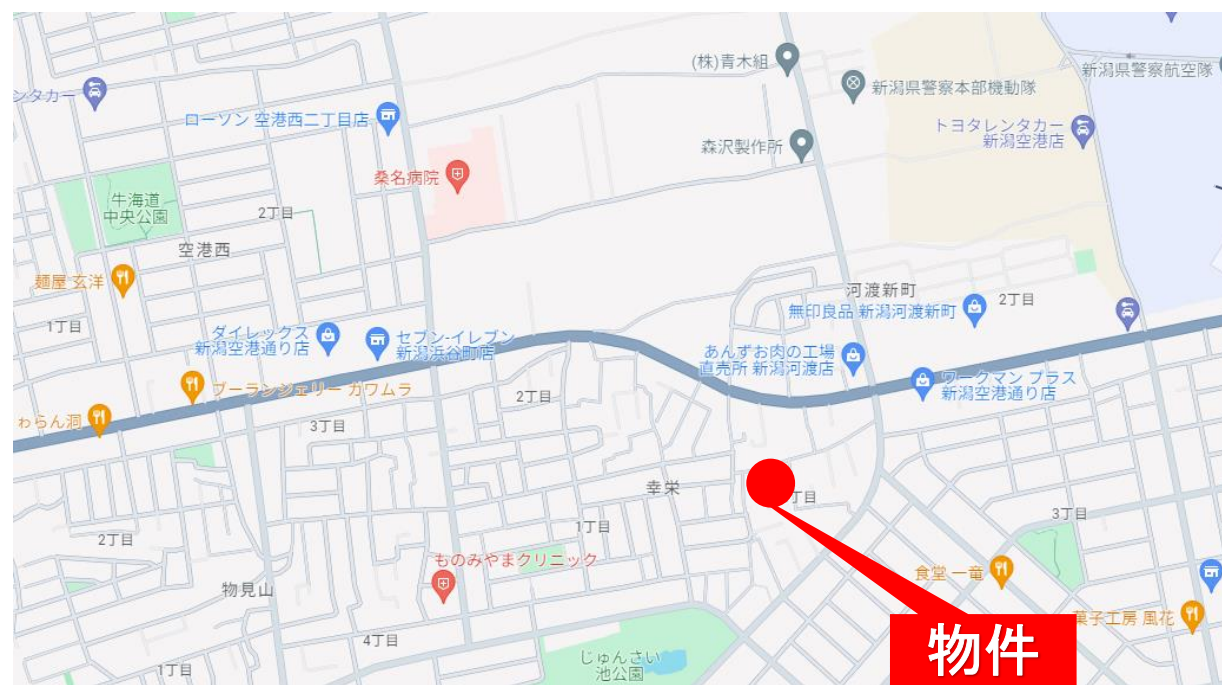 (株)青木組
新潟県警察航空隊
ンタカー
新潟県警察本部機動隊
ローソン 空港西二丁目店
トヨタレンタカー
新潟空港店
森沢製作所
桑名病院
牛海道
中央公園
2丁目
空港西
麺屋 玄洋
河渡新町
2丁目
無印良品 新潟河渡新町
1丁目
ダイレックス
新潟空港通り店
セブン-イレブン
新潟浜谷町店
あんずお肉の工場
直売所 新潟河渡店
ワークマン プラス
新潟空港通り店
ブーランジェリー ガワムラ
2丁目
わらん洞
3丁目
幸栄
丁目
3丁目
1丁目
2丁目
ものみやまクリニック
食堂 一竜
物見山
菓子工房 風花
4丁目
物件
じゅんさい
池公園
1丁目